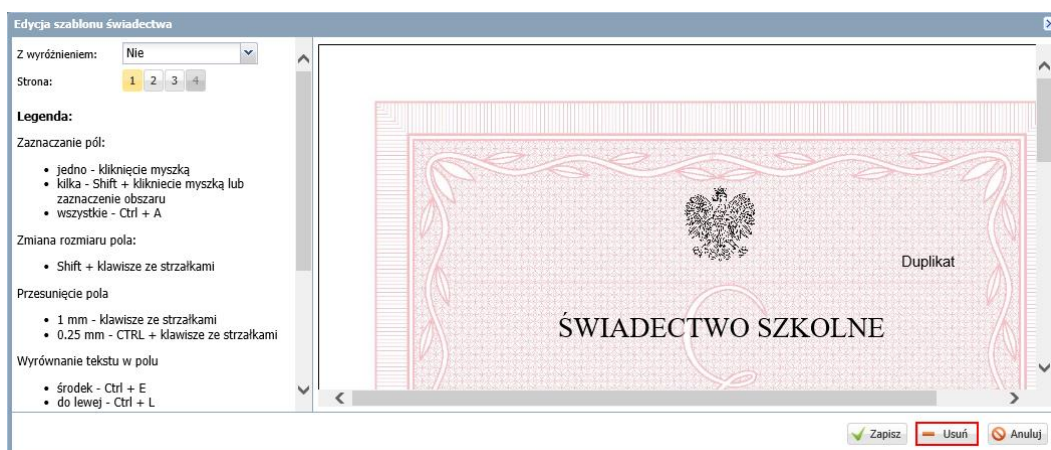 Edycja szablonu świadectwa
Z wyróżnieniem: Nie
Strona: 1 2 3 4
Legenda:
Zaznaczanie pól:
• jedno - kliknięcie myszką
• kilka - Shift + klikniecie myszką lub
zaznaczenie obszaru
• wszystkie - Ctrl + A
Zmiana rozmiaru pola:
• Shift + klawisze ze strzałkami
Przesunięcie pola
• 1 mm - klawisze ze strzałkami
• 0.25 mm - CTRL + klawisze ze strzałkami
Wyrównanie tekstu w polu
• środek - Ctrl + E
• do lewej - Ctrl + L
Duplikat
ŚWIADECTWO SZKOLNE
Zapisz Usuń Anuluj